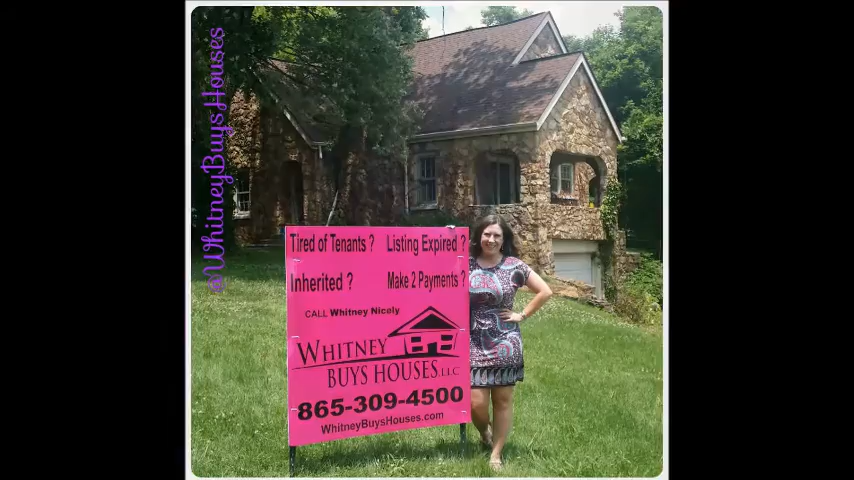 @WhitneyBuysHouses
Tired of Tenants ? Listing Expired ?
Inherited ? Make 2 Payments ?
CALL WHITNEY NICELY
WHITNEY
BUYS HOUSES, LLC
865-309-4500
WhitneyBuysHouses.com